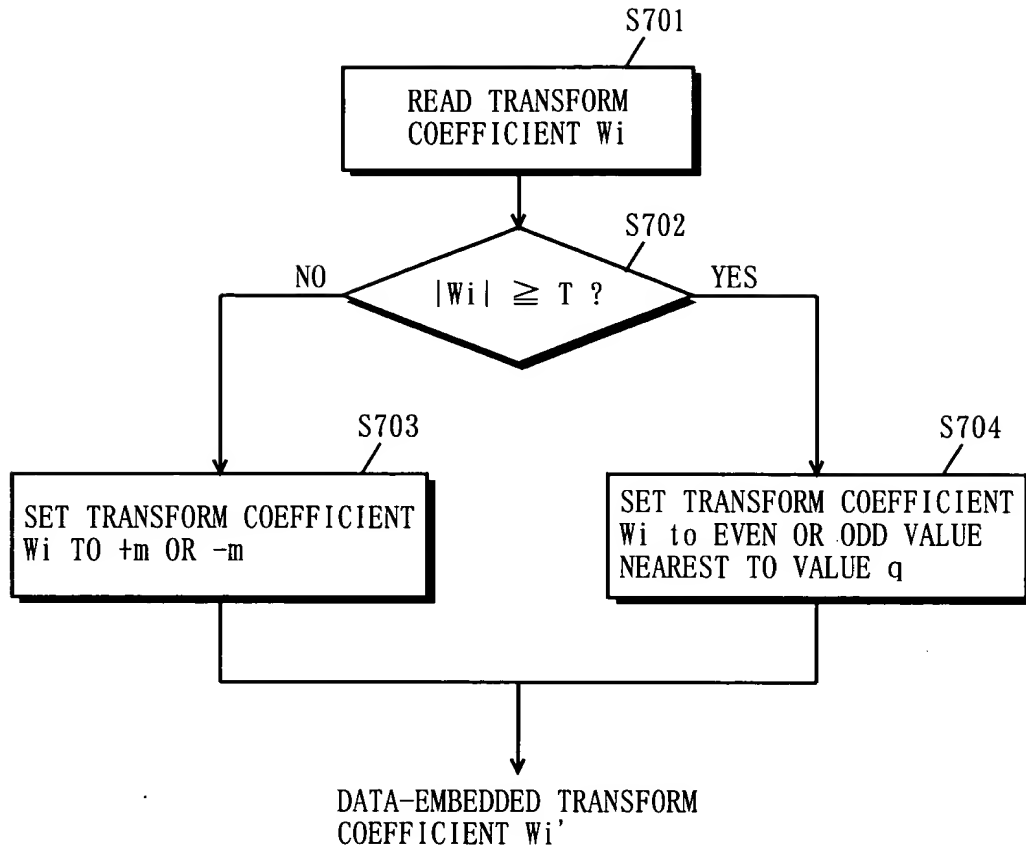 S701
READ TRANSFORM
COEFFICIENT Wi
S702
NO
|Wi| ≧ T ?
YES
S703
SET TRANSFORM COEFFICIENT
Wi TO +m OR -m
S704
SET TRANSFORM COEFFICIENT
Wi to EVEN OR ODD VALUE
NEAREST TO VALUE q
DATA-EMBEDDED TRANSFORM
COEFFICIENT Wi'